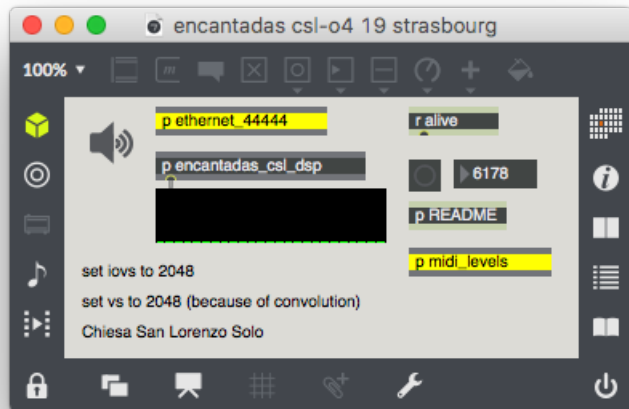 encantadas csl-o4 19 strasbourg
100%
p ethernet_44444
r alive
p encantadas_csl_dsp
6178
p README
p midi_levels
set iovs to 2048
set vs to 2048 (because of convolution)
Chiesa San Lorenzo Solo